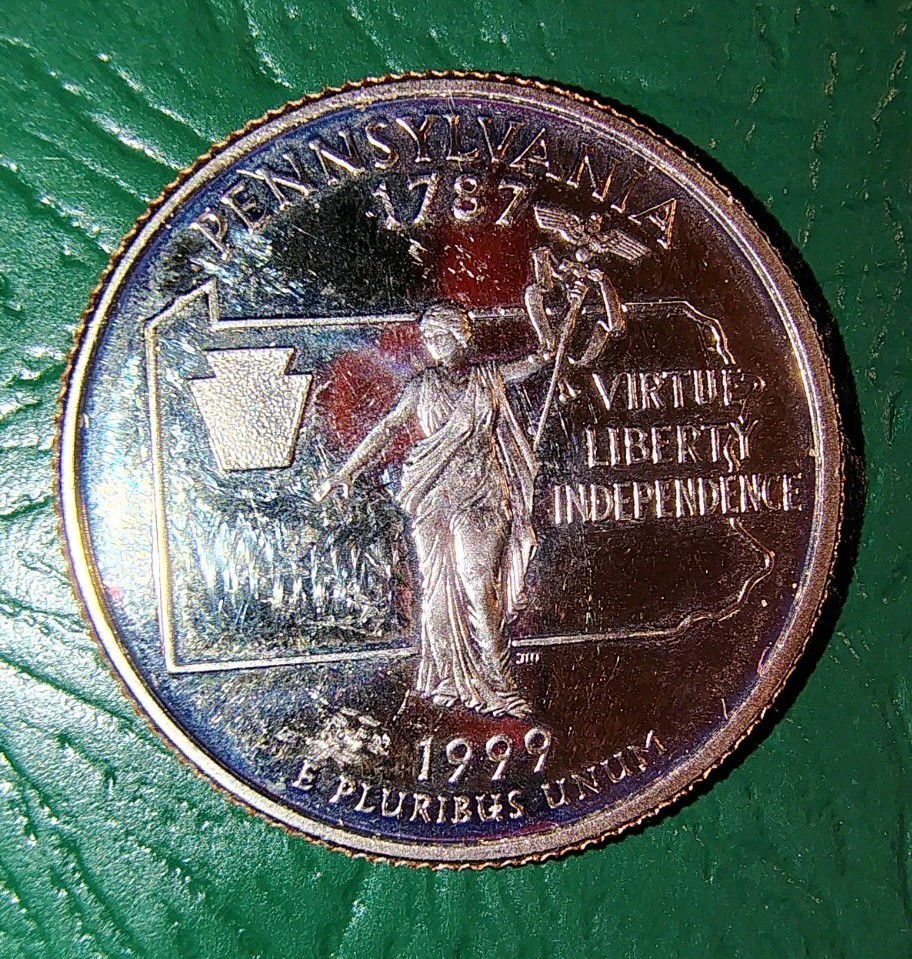 PENNSYLVANIA
1787
VIRTUE
LIBERTY
INDEPENDENCE
1999
E PLURIBUS UNUM